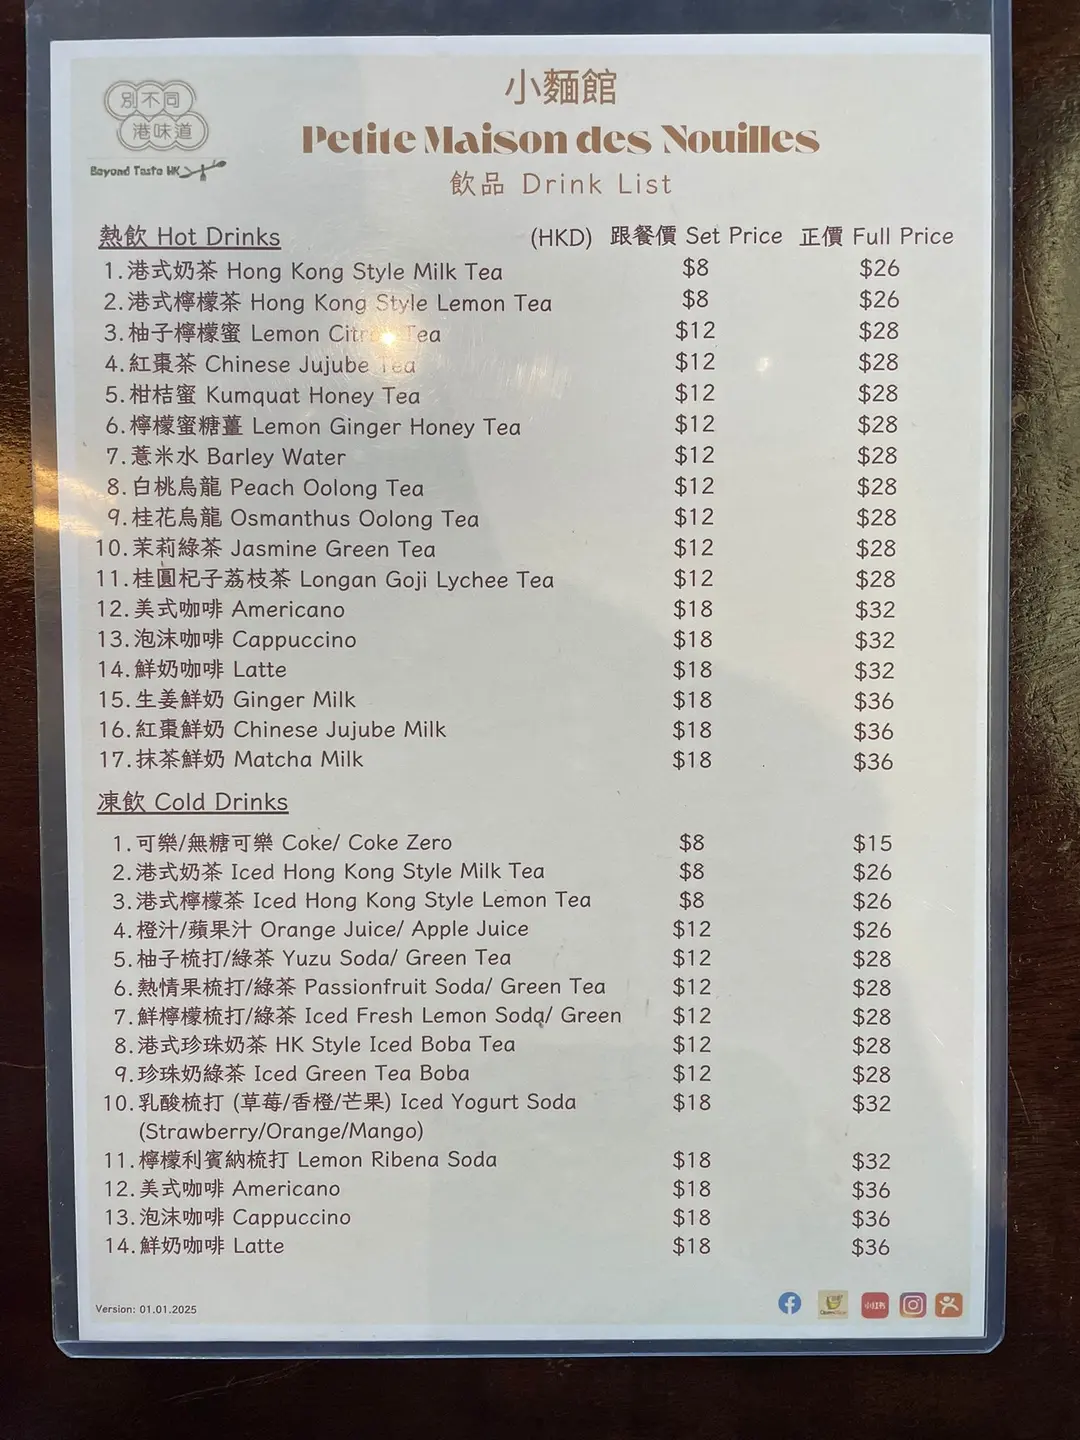 別不同
港味道
Beyond Taste HK
小麵館
Petite Maison des Nouilles
飲品 Drink List
熱飲 Hot Drinks (HKD) 跟餐價 Set Price 正價 Full Price
1. 港式奶茶 Hong Kong Style Milk Tea $8 $26
2. 港式檸檬茶 Hong Kong Style Lemon Tea $8 $26
3. 柚子檸檬蜜 Lemon Citron Tea $12 $28
4. 紅棗茶 Chinese Jujube Tea $12 $28
5. 柑桔蜜 Kumquat Honey Tea $12 $28
6. 檸檬蜜糖薑 Lemon Ginger Honey Tea $12 $28
7. 薏米水 Barley Water $12 $28
8. 白桃烏龍 Peach Oolong Tea $12 $28
9. 桂花烏龍 Osmanthus Oolong Tea $12 $28
10. 茉莉綠茶 Jasmine Green Tea $12 $28
11. 桂圓杞子荔枝茶 Longan Goji Lychee Tea $12 $28
12. 美式咖啡 Americano $18 $32
13. 泡沫咖啡 Cappuccino $18 $32
14. 鮮奶咖啡 Latte $18 $32
15. 生姜鮮奶 Ginger Milk $18 $36
16. 紅棗鮮奶 Chinese Jujube Milk $18 $36
17. 抹茶鮮奶 Matcha Milk $18 $36
凍飲 Cold Drinks
1. 可樂/無糖可樂 Coke/ Coke Zero $8 $15
2. 港式奶茶 Iced Hong Kong Style Milk Tea $8 $26
3. 港式檸檬茶 Iced Hong Kong Style Lemon Tea $8 $26
4. 橙汁/蘋果汁 Orange Juice/ Apple Juice $12 $26
5. 柚子梳打/綠茶 Yuzu Soda/ Green Tea $12 $28
6. 熱情果梳打/綠茶 Passionfruit Soda/ Green Tea $12 $28
7. 鮮檸檬梳打/綠茶 Iced Fresh Lemon Soda/ Green $12 $28
8. 港式珍珠奶茶 HK Style Iced Boba Tea $12 $28
9. 珍珠奶綠茶 Iced Green Tea Boba $12 $28
10. 乳酸梳打 (草莓/香橙/芒果) Iced Yogurt Soda $18 $32
(Strawberry/Orange/Mango)
11. 檸檬利賓納梳打 Lemon Ribena Soda $18 $32
12. 美式咖啡 Americano $18 $36
13. 泡沫咖啡 Cappuccino $18 $36
14. 鮮奶咖啡 Latte $18 $36
Version: 01.01.2025
小红书